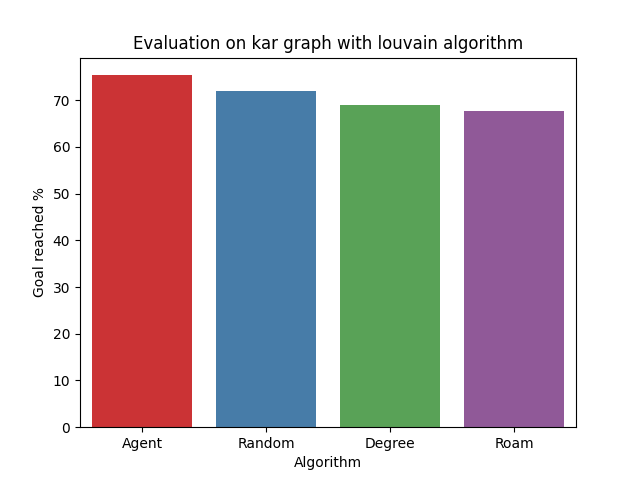 Evaluation on kar graph with louvain algorithm
Goal reached %
70
60
50
40
30
20
10
0
Agent Random Degree Roam
Algorithm